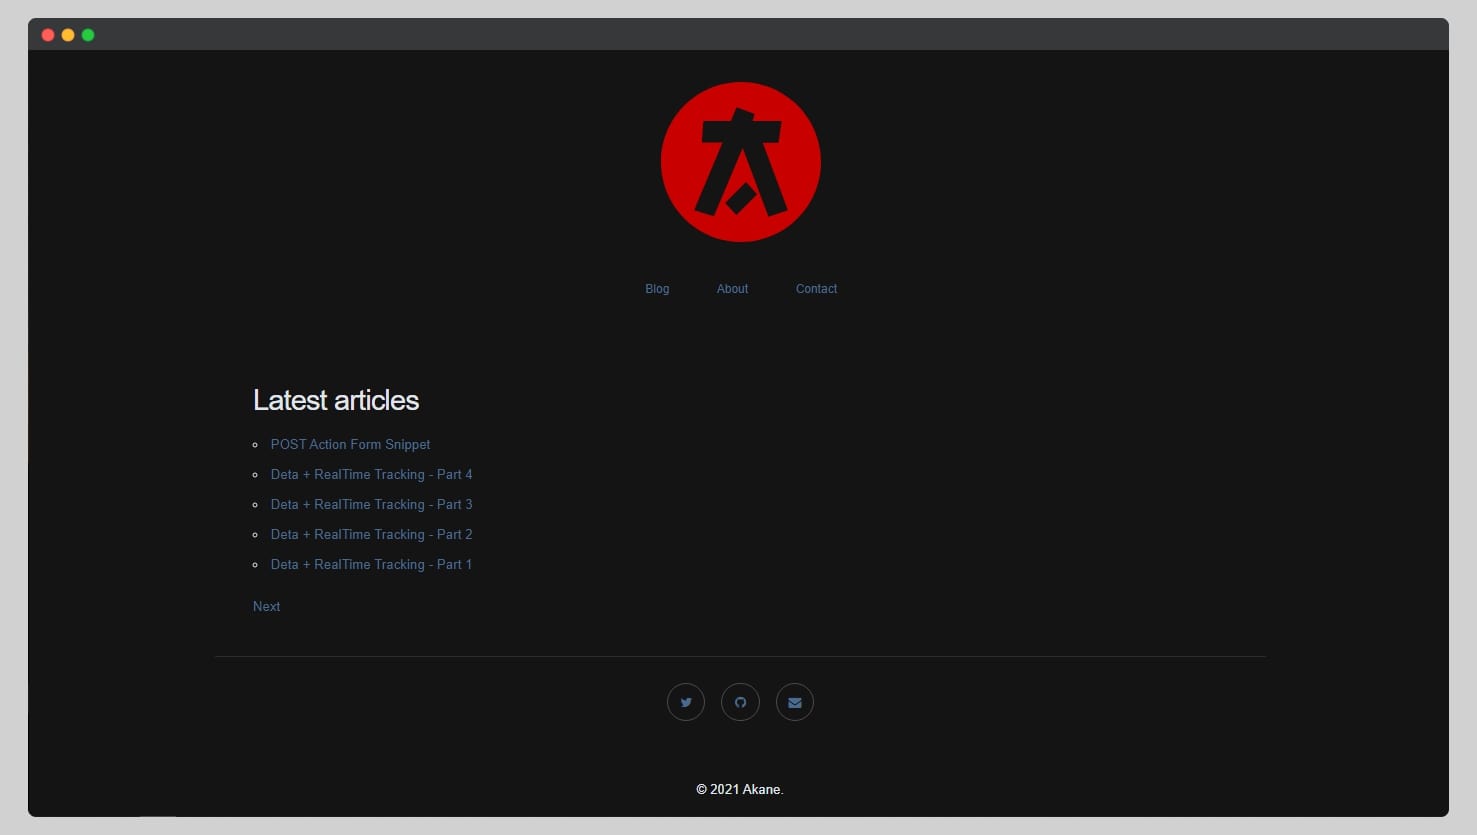 Blog About Contact
Latest articles
POST Action Form Snippet
Deta + RealTime Tracking - Part 4
Deta + RealTime Tracking - Part 3
Deta + RealTime Tracking - Part 2
Deta + RealTime Tracking - Part 1
Next
© 2021 Akane.